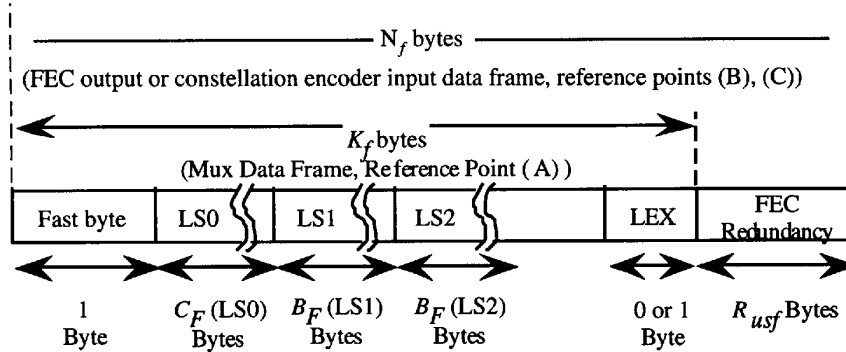 N_f bytes
(FEC output or constellation encoder input data frame, reference points (B), (C))
K_f bytes
(Mux Data Frame, Reference Point (A))
Fast byte LS0 LS1 LS2 LEX FEC Redundancy
1 Byte
C_F (LS0) Bytes
B_F (LS1) Bytes
B_F (LS2) Bytes
0 or 1 Byte
R_usf Bytes